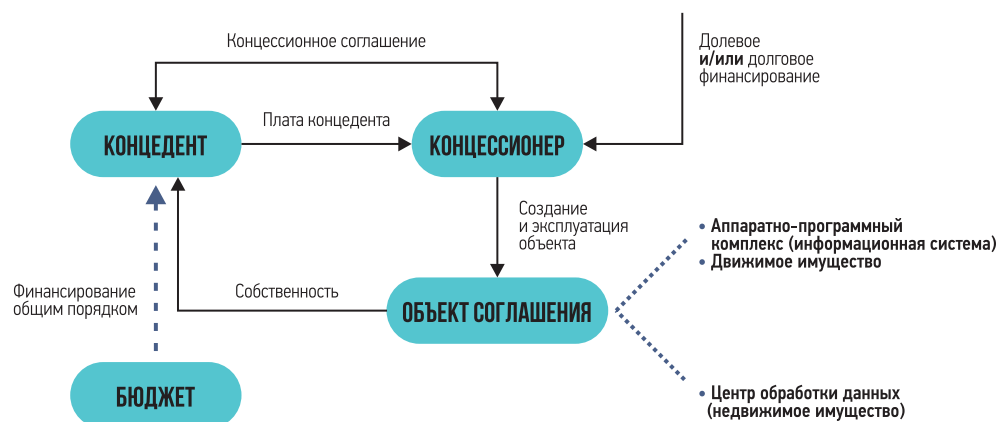 Концессионное соглашение
Долевое
и/или долговое
финансирование
Плата концедента
КОНЦЕДЕНТ
КОНЦЕССИОНЕР
Создание
и эксплуатация
объекта
• Аппаратно-программный
комплекс (информационная система)
• Движимое имущество
Финансирование
общим порядком
Собственность
ОБЪЕКТ СОГЛАШЕНИЯ
БЮДЖЕТ
• Центр обработки данных
(недвижимое имущество)